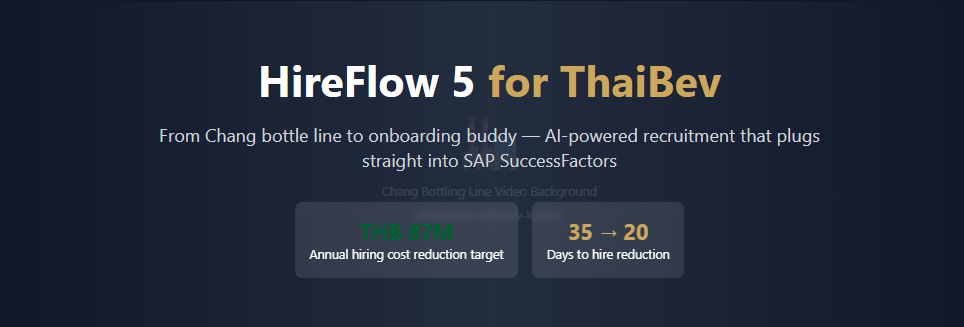 HireFlow 5 for ThaiBev
From Chang bottle line to onboarding buddy — AI-powered recruitment that plugs
straight into SAP SuccessFactors
Chang Bottling Line Video Background
THB 87M
Annual hiring cost reduction target
35 → 20
Days to hire reduction